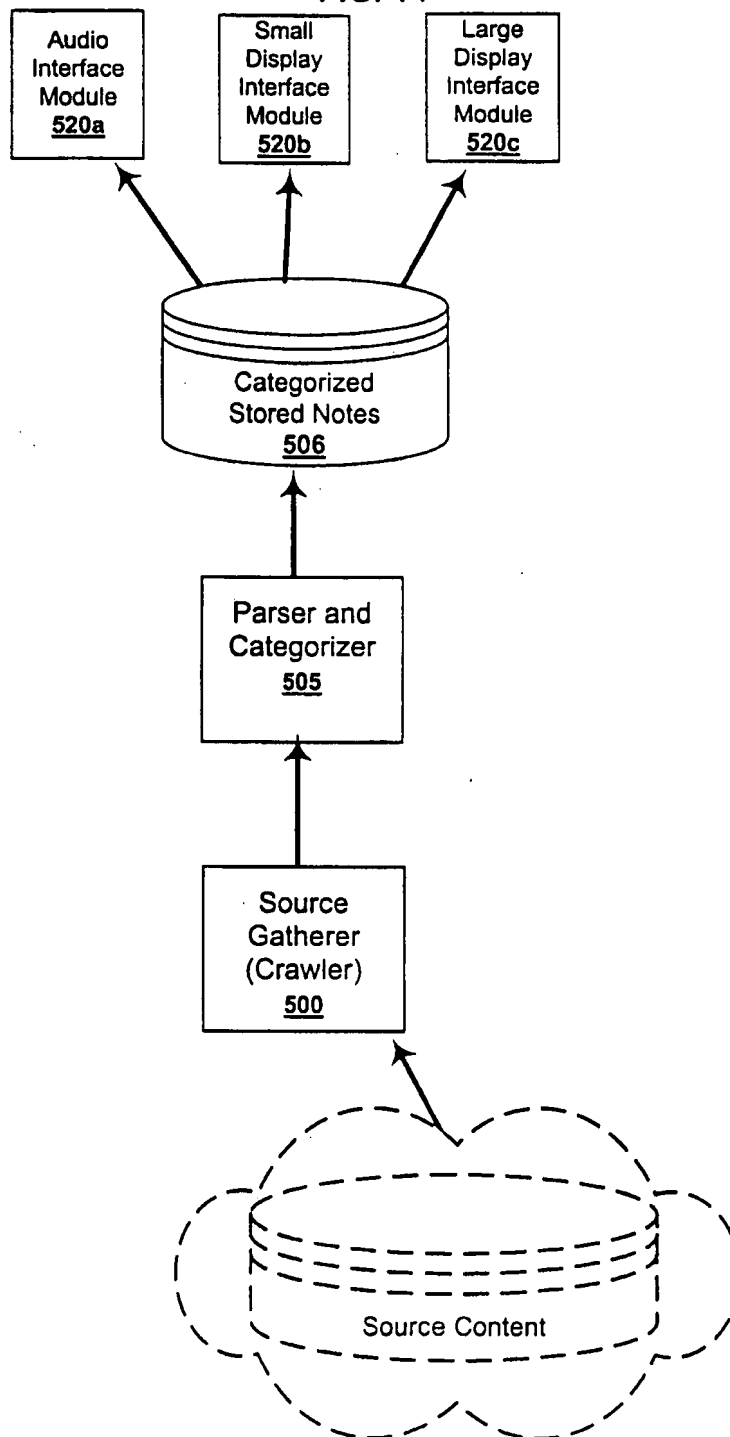 Audio
Interface
Module
520a
Small
Display
Interface
Module
520b
Large
Display
Interface
Module
520c
Categorized
Stored Notes
506
Parser and
Categorizer
505
Source
Gatherer
(Crawler)
500
Source Content